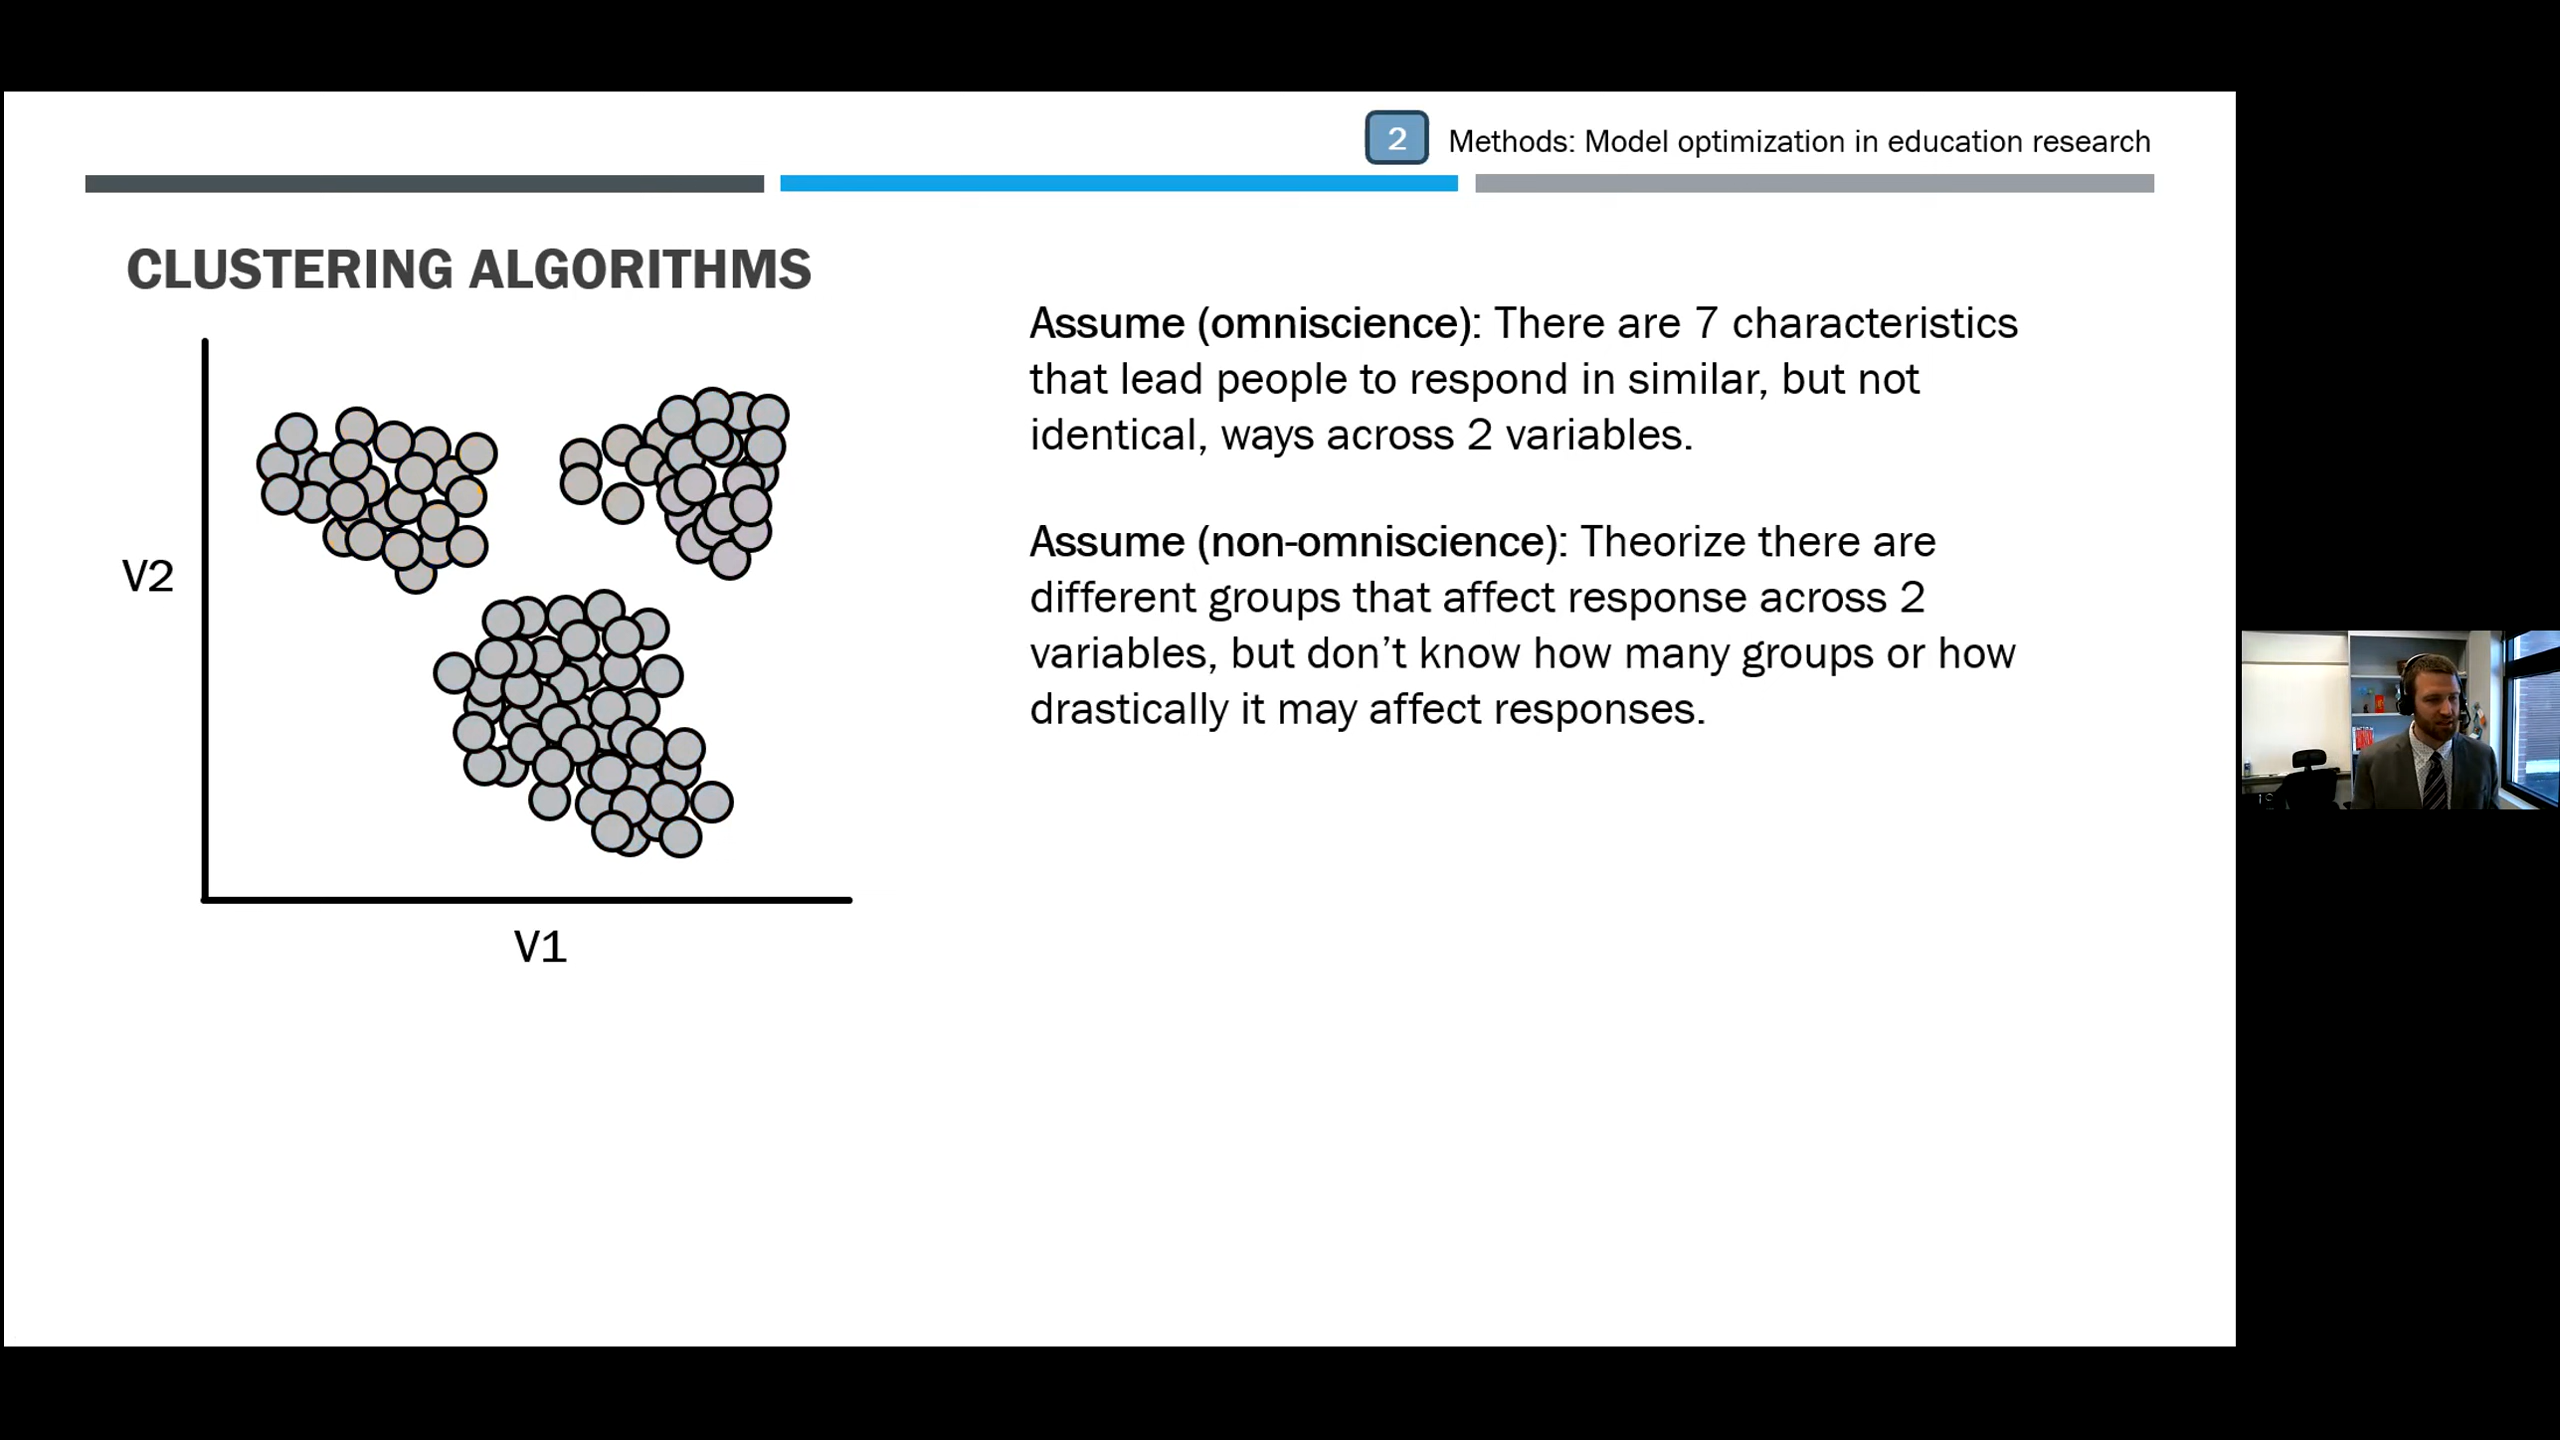 2
Methods: Model optimization in education research
CLUSTERING ALGORITHMS
V2
V1
Assume (omniscience): There are 7 characteristics
that lead people to respond in similar, but not
identical, ways across 2 variables.
Assume (non-omniscience): Theorize there are
different groups that affect response across 2
variables, but don’t know how many groups or how
drastically it may affect responses.